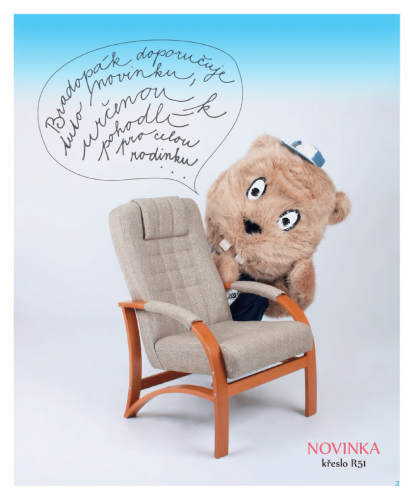 Bradopák doporučuje
tuto novinku,
určenou k
pohodlí
pro celou
rodinku...
NOVINKA
křeslo R51
2